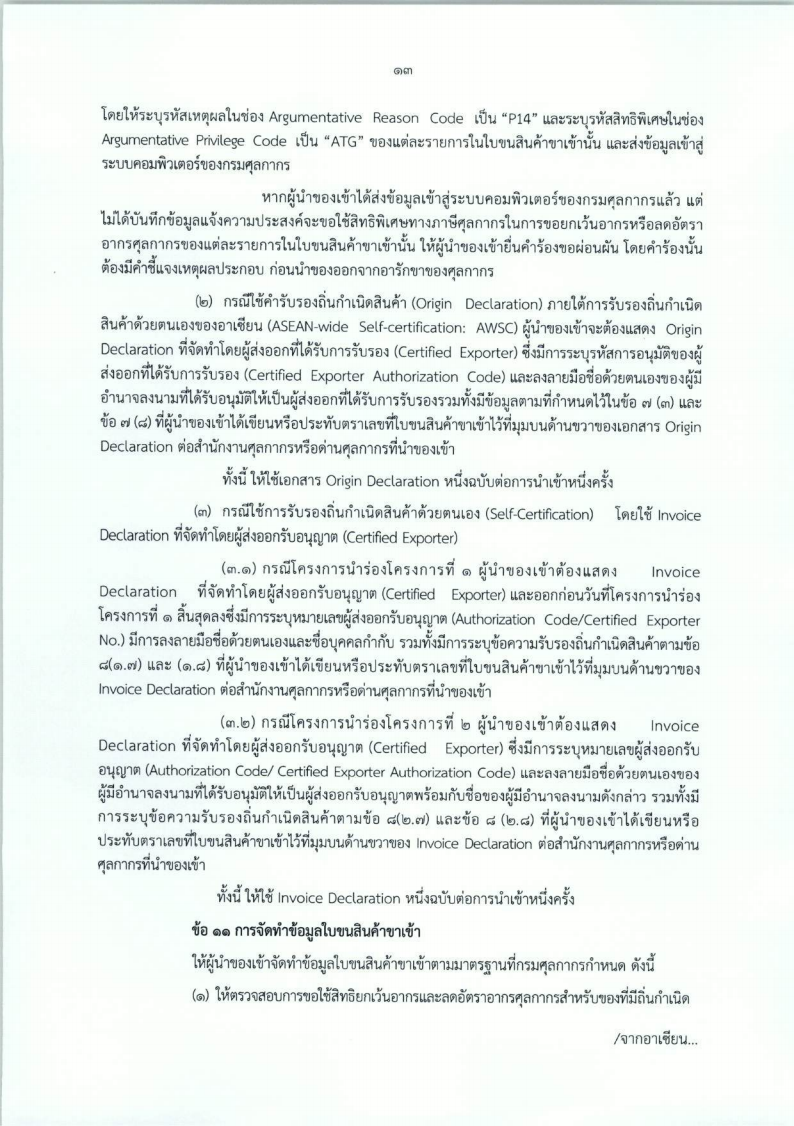 ๑๓
โดยให้ระบุรหัสเหตุผลในช่อง Argumentative Reason Code เป็น “P14” และระบุรหัสสิทธิพิเศษในช่อง
Argumentative Privilege Code เป็น “ATG” ของแต่ละรายการในใบขนสินค้าขาเข้านั้น และส่งข้อมูลเข้าสู่
ระบบคอมพิวเตอร์ของกรมศุลกากร
หากผู้นำของเข้าได้ส่งข้อมูลเข้าสู่ระบบคอมพิวเตอร์ของกรมศุลกากรแล้ว แต่
ไม่ได้บันทึกข้อมูลแจ้งความประสงค์จะขอใช้สิทธิพิเศษทางภาษีศุลกากรในการขอยกเว้นอากรหรือลดอัตรา
อากรศุลกากรของแต่ละรายการในใบขนสินค้าขาเข้านั้น ให้ผู้นำของเข้ายื่นคำร้องขอผ่อนผัน โดยคำร้องนั้น
ต้องมีคำชี้แจงเหตุผลประกอบ ก่อนนำของออกจากอารักขาของศุลกากร
(๒) กรณีใช้คำรับรองถิ่นกำเนิดสินค้า (Origin Declaration) ภายใต้การรับรองถิ่นกำเนิด
สินค้าด้วยตนเองของอาเซียน (ASEAN-wide Self-certification: AWSC) ผู้นำของเข้าจะต้องแสดง Origin
Declaration ที่จัดทำโดยผู้ส่งออกที่ได้รับการรับรอง (Certified Exporter) ซึ่งมีการระบุรหัสการอนุมัติของผู้
ส่งออกที่ได้รับการรับรอง (Certified Exporter Authorization Code) และลงลายมือชื่อด้วยตนเองของผู้มี
อำนาจลงนามที่ได้รับอนุมัติให้เป็นผู้ส่งออกที่ได้รับการรับรองรวมทั้งมีข้อมูลตามที่กำหนดไว้ในข้อ ๗ (๓) และ
ข้อ ๗ (๘) ที่ผู้นำของเข้าได้เขียนหรือประทับตราเลขที่ใบขนสินค้าขาเข้าไว้ที่มุมบนด้านขวาของเอกสาร Origin
Declaration ต่อสำนักงานศุลกากรหรือด่านศุลกากรที่นำของเข้า
ทั้งนี้ ให้ใช้เอกสาร Origin Declaration หนึ่งฉบับต่อการนำเข้าหนึ่งครั้ง
(๓) กรณีใช้การรับรองถิ่นกำเนิดสินค้าด้วยตนเอง (Self-Certification) โดยใช้ Invoice
Declaration ที่จัดทำโดยผู้ส่งออกรับอนุญาต (Certified Exporter)
(๓.๑) กรณีโครงการนำร่องโครงการที่ ๑ ผู้นำของเข้าต้องแสดง Invoice
Declaration ที่จัดทำโดยผู้ส่งออกรับอนุญาต (Certified Exporter) และออกก่อนวันที่โครงการนำร่อง
โครงการที่ ๑ สิ้นสุดลงซึ่งมีการระบุหมายเลขผู้ส่งออกรับอนุญาต (Authorization Code/Certified Exporter
No.) มีการลงลายมือชื่อด้วยตนเองและชื่อบุคคลกำกับ รวมทั้งมีการระบุข้อความรับรองถิ่นกำเนิดสินค้าตามข้อ
๘(๑.๗) และ (๑.๘) ที่ผู้นำของเข้าได้เขียนหรือประทับตราเลขที่ใบขนสินค้าขาเข้าไว้ที่มุมบนด้านขวาของ
Invoice Declaration ต่อสำนักงานศุลกากรหรือด่านศุลกากรที่นำของเข้า
(๓.๒) กรณีโครงการนำร่องโครงการที่ ๒ ผู้นำของเข้าต้องแสดง Invoice
Declaration ที่จัดทำโดยผู้ส่งออกรับอนุญาต (Certified Exporter) ซึ่งมีการระบุหมายเลขผู้ส่งออกรับ
อนุญาต (Authorization Code/ Certified Exporter Authorization Code) และลงลายมือชื่อด้วยตนเองของ
ผู้มีอำนาจลงนามที่ได้รับอนุมัติให้เป็นผู้ส่งออกรับอนุญาตพร้อมกับชื่อของผู้มีอำนาจลงนามดังกล่าว รวมทั้งมี
การระบุข้อความรับรองถิ่นกำเนิดสินค้าตามข้อ ๘(๒.๗) และข้อ ๘ (๒.๘) ที่ผู้นำของเข้าได้เขียนหรือ
ประทับตราเลขที่ใบขนสินค้าขาเข้าไว้ที่มุมบนด้านขวาของ Invoice Declaration ต่อสำนักงานศุลกากรหรือด่าน
ศุลกากรที่นำของเข้า
ทั้งนี้ ให้ใช้ Invoice Declaration หนึ่งฉบับต่อการนำเข้าหนึ่งครั้ง
ข้อ ๑๑ การจัดทำข้อมูลใบขนสินค้าขาเข้า
ให้ผู้นำของเข้าจัดทำข้อมูลใบขนสินค้าขาเข้าตามมาตรฐานที่กรมศุลกากรกำหนด ดังนี้
(๑) ให้ตรวจสอบการขอใช้สิทธิยกเว้นอากรและลดอัตราอากรศุลกากรสำหรับของที่มีถิ่นกำเนิด
/จากอาเซียน...